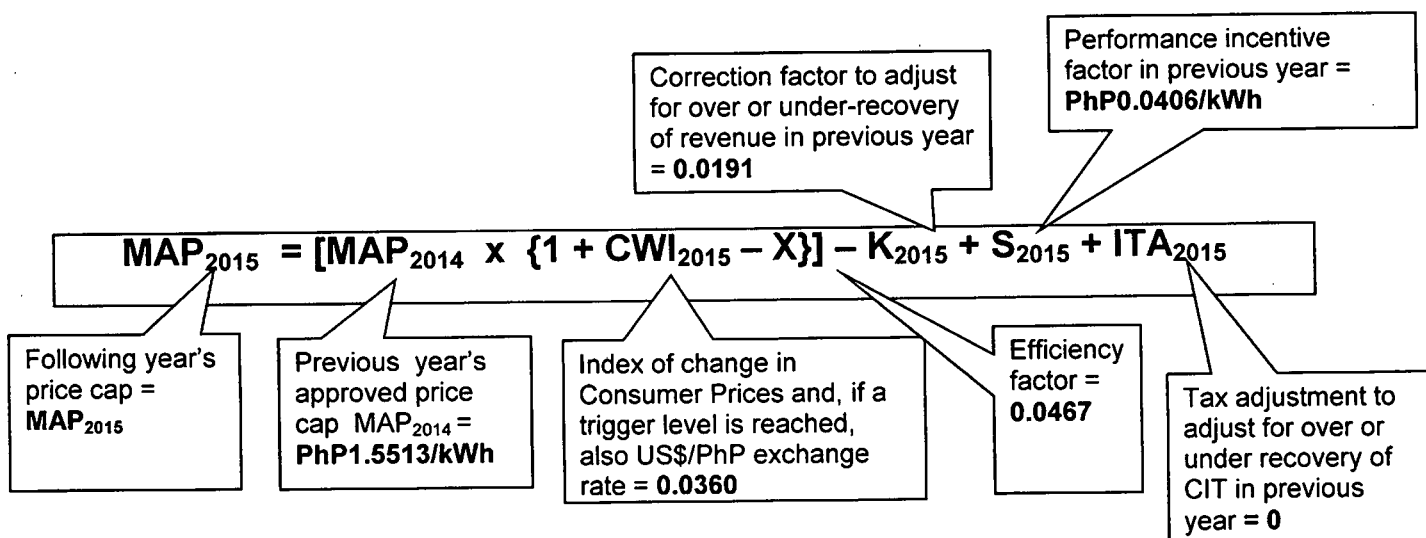 Performance incentive
factor in previous year =
PhP0.0406/kWh
Correction factor to adjust
for over or under-recovery
of revenue in previous year
= 0.0191
MAP2015 = [MAP2014 x {1 + CWI2015 – X}] – K2015 + S2015 + ITA2015
Following year's
price cap =
MAP2015
Previous year's
approved price
cap MAP2014 =
PhP1.5513/kWh
Index of change in
Consumer Prices and, if a
trigger level is reached,
also US$/PhP exchange
rate = 0.0360
Efficiency
factor =
0.0467
Tax adjustment to
adjust for over or
under recovery of
CIT in previous
year = 0